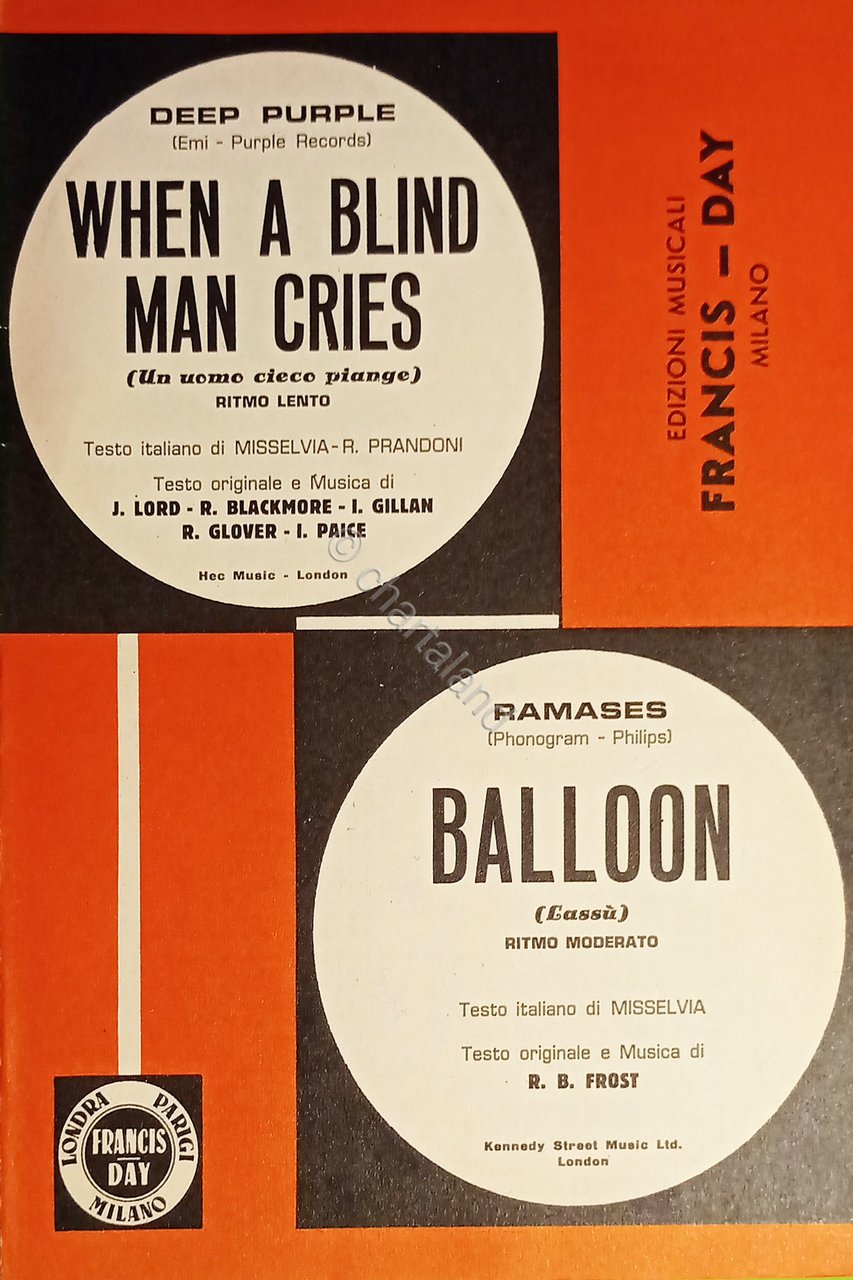 DEEP PURPLE
(Emi - Purple Records)
WHEN A BLIND
MAN CRIES
(Un uomo cieco piange)
RITMO LENTO
Testo italiano di MISSELVIA - R. PRANDONI
Testo originale e Musica di
J. LORD - R. BLACKMORE - I. GILLAN
R. GLOVER - I. PAICE
Hec Music - London
EDIZIONI MUSICALI
FRANCIS - DAY
MILANO
© chartaland
RAMASES
(Phonogram - Philips)
BALLOON
(Lassù)
RITMO MODERATO
Testo italiano di MISSELVIA
Testo originale e Musica di
R. B. FROST
Kennedy Street Music Ltd.
London
LONDRA PARIGI
FRANCIS
DAY
MILANO